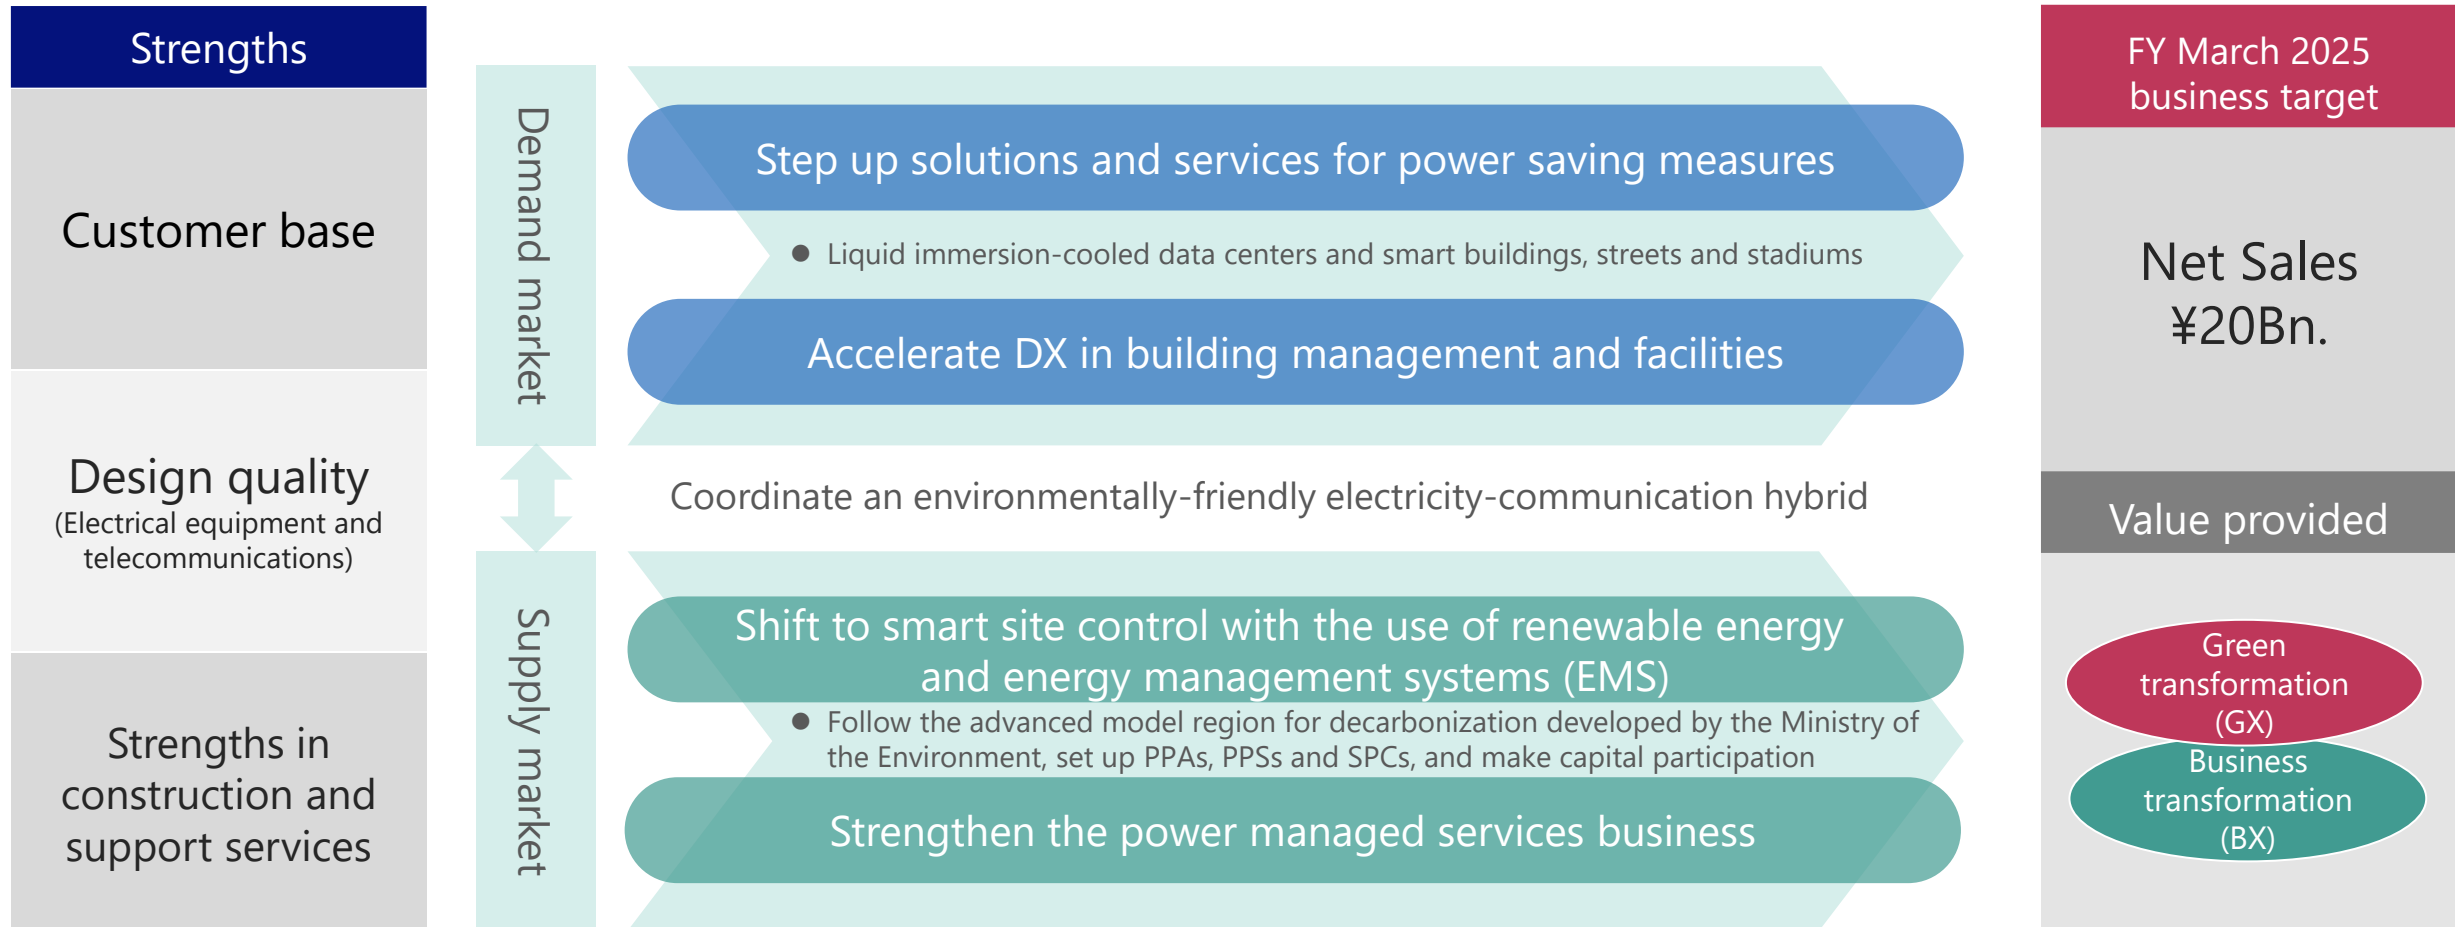 Strengths
Customer base
Design quality
(Electrical equipment and
telecommunications)
Strengths in
construction and
support services
Demand market
Step up solutions and services for power saving measures
● Liquid immersion-cooled data centers and smart buildings, streets and stadiums
Accelerate DX in building management and facilities
Coordinate an environmentally-friendly electricity-communication hybrid
Supply market
Shift to smart site control with the use of renewable energy
and energy management systems (EMS)
● Follow the advanced model region for decarbonization developed by the Ministry of
the Environment, set up PPAs, PPSs and SPCs, and make capital participation
Strengthen the power managed services business
FY March 2025
business target
Net Sales
¥20Bn.
Value provided
Green
transformation
(GX)
Business
transformation
(BX)